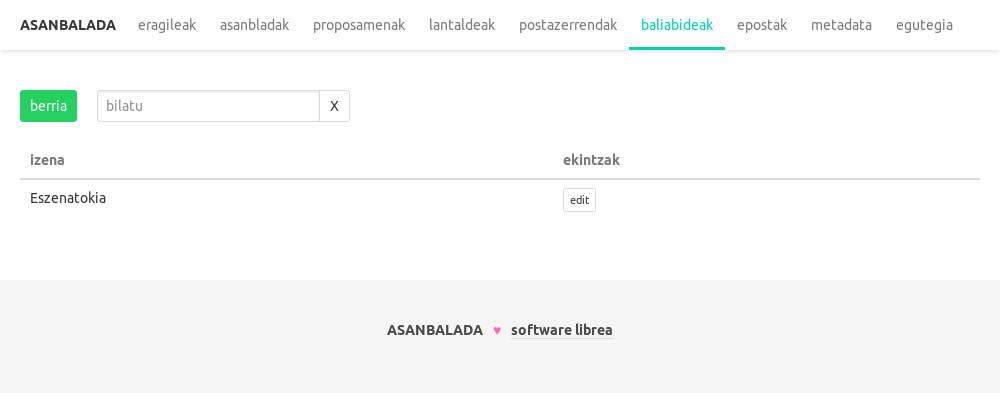 ASANBALADA eragileak asanbladak proposamenak lantaldeak postazerrendak baliabideak epostak metadata egutegia
berria bilatu X
izena ekintzak
Eszenatokia edit
ASANBALADA ♥ software librea